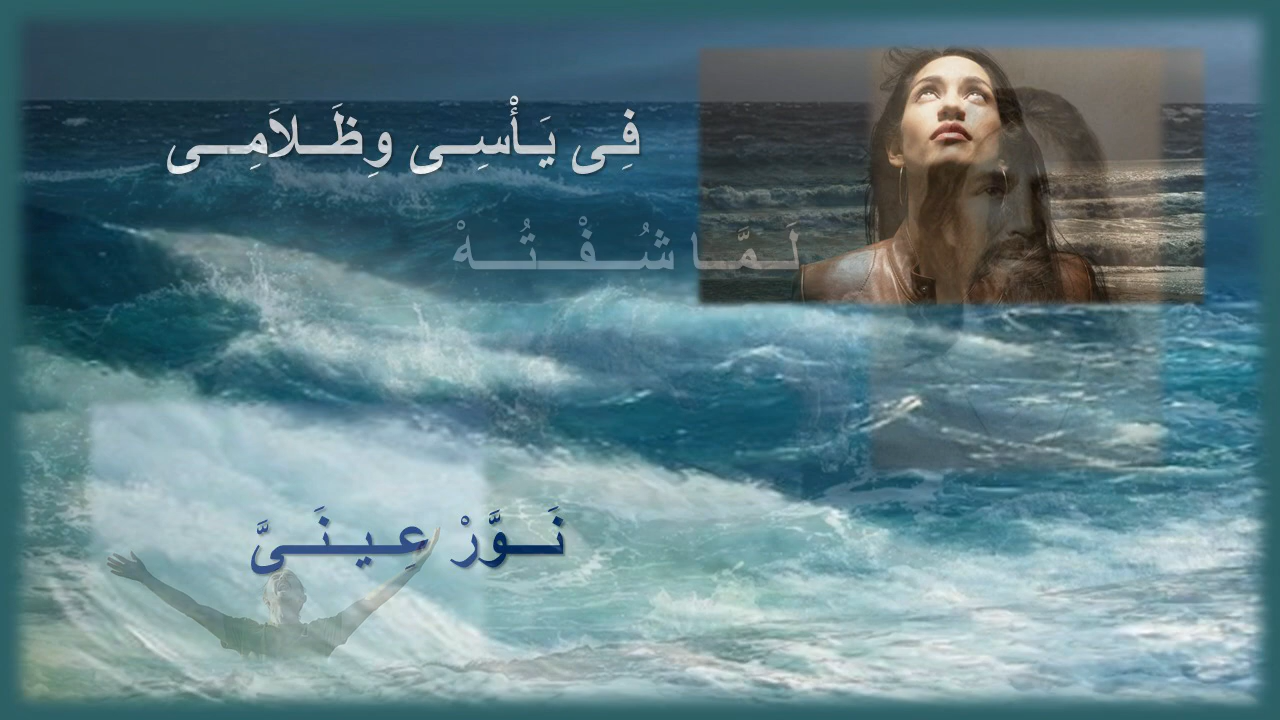 فِى يَأْسِى وِظَلاَمِى
لَمَّا شُفْتُهْ
نَوَّرْ عِينَىَّ